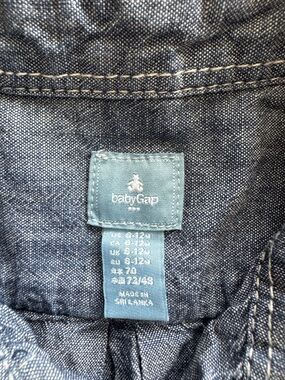 babyGap
US 6-12M
CA 6-12M
UK 6-12M
EU 6-12M
70
73/48
MADE IN
SRI LANKA